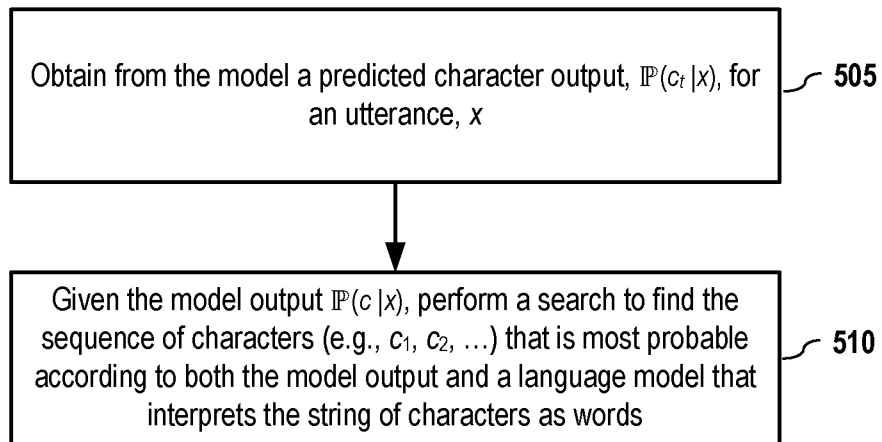 Obtain from the model a predicted character output, ℙ(cₜ |x), for
an utterance, x
505
Given the model output ℙ(c |x), perform a search to find the
sequence of characters (e.g., c₁, c₂, …) that is most probable
according to both the model output and a language model that
interprets the string of characters as words
510